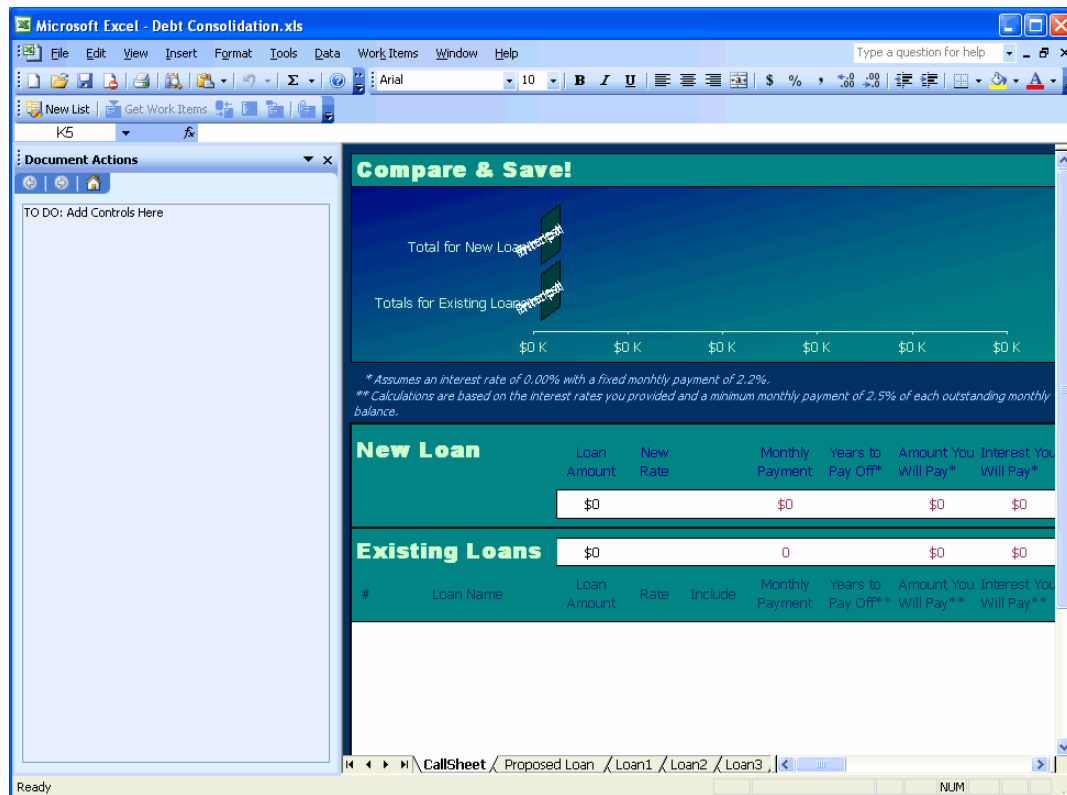 Microsoft Excel - Debt Consolidation.xls
File Edit View Insert Format Tools Data Work Items Window Help Type a question for help
Arial 10 B I U $ % , .00 A
New List Get Work Items
K5 fx
Document Actions
TO DO: Add Controls Here
Compare & Save!
Total for New Loan
Totals for Existing Loans
$0 K $0 K $0 K $0 K $0 K $0 K
* Assumes an interest rate of 0.00% with a fixed monhtly payment of 2.2%.
** Calculations are based on the interest rates you provided and a minimum monthly payment of 2.5% of each outstanding monthly
balance.
New Loan Loan New Monthly Years to Amount You Interest You
Amount Rate Payment Pay Off* Will Pay* Will Pay*
$0 $0 $0 $0
Existing Loans $0 0 $0 $0
# Loan Name Loan Rate Include Monthly Years to Amount You Interest You
Amount Payment Pay Off** Will Pay** Will Pay**
CallSheet Proposed Loan Loan1 Loan2 Loan3
Ready NUM